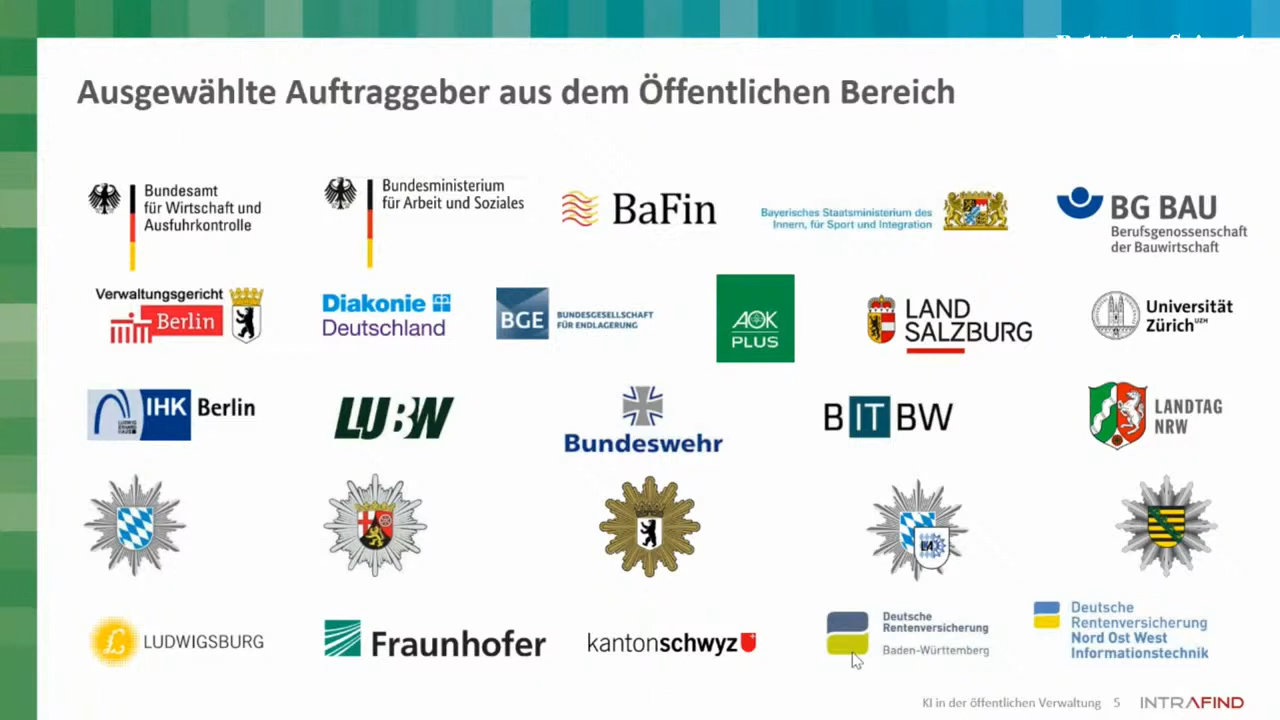 Ausgewählte Auftraggeber aus dem Öffentlichen Bereich
Bundesamt
für Wirtschaft und
Ausfuhrkontrolle
Bundesministerium
für Arbeit und Soziales
BaFin
Bayerisches Staatsministerium des
Innern, für Sport und Integration
BG BAU
Berufsgenossenschaft
der Bauwirtschaft
Verwaltungsgericht
Berlin
Diakonie
Deutschland
BGE
BUNDESGESELLSCHAFT
FÜR ENDLAGERUNG
AOK
PLUS
LAND
SALZBURG
Universität
Zürich UZH
IHK Berlin
LUBW
Bundeswehr
BITBW
LANDTAG
NRW
LUDWIGSBURG
Fraunhofer
kantonschwyz
Deutsche
Rentenversicherung
Baden-Württemberg
Deutsche
Rentenversicherung
Nord Ost West
Informationstechnik
KI in der öffentlichen Verwaltung 5 INTRAFIND